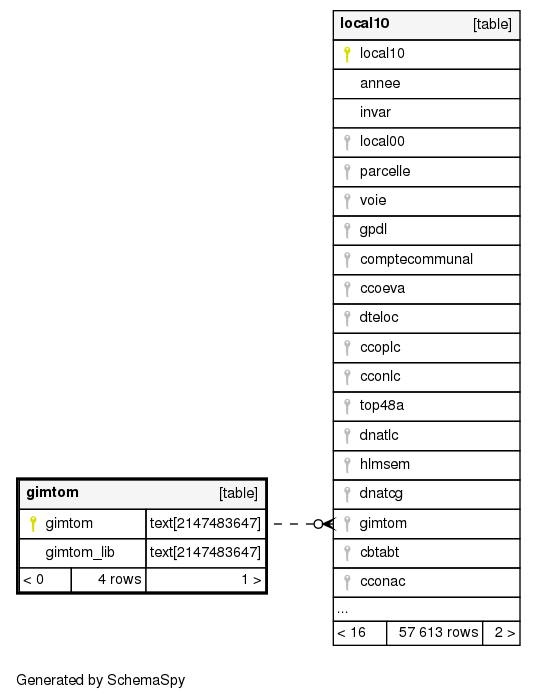 local10 [table]
local10
annee
invar
local00
parcelle
voie
gpdl
comptecommunal
ccoeva
dteloc
ccoplc
cconlc
top48a
dnatlc
hlmsem
dnatcg
gimtom
cbtabt
cconac
...
< 16 57 613 rows 2 >
gimtom [table]
gimtom text[2147483647]
gimtom_lib text[2147483647]
< 0 4 rows 1 >
Generated by SchemaSpy